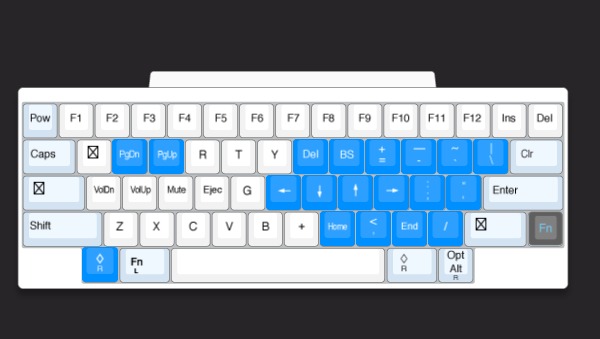 Pow F1 F2 F3 F4 F5 F6 F7 F8 F9 F10 F11 F12 Ins Del
Caps PgDn PgUp R T Y Del BS + = — - ~ ` | \ Clr
VolDn VolUp Mute Ejec G ← ↓ ↑ → : ; " ' Enter
Shift Z X C V B + Home < , End / Fn
◊ Fn ◊ Opt
R L R Alt
R